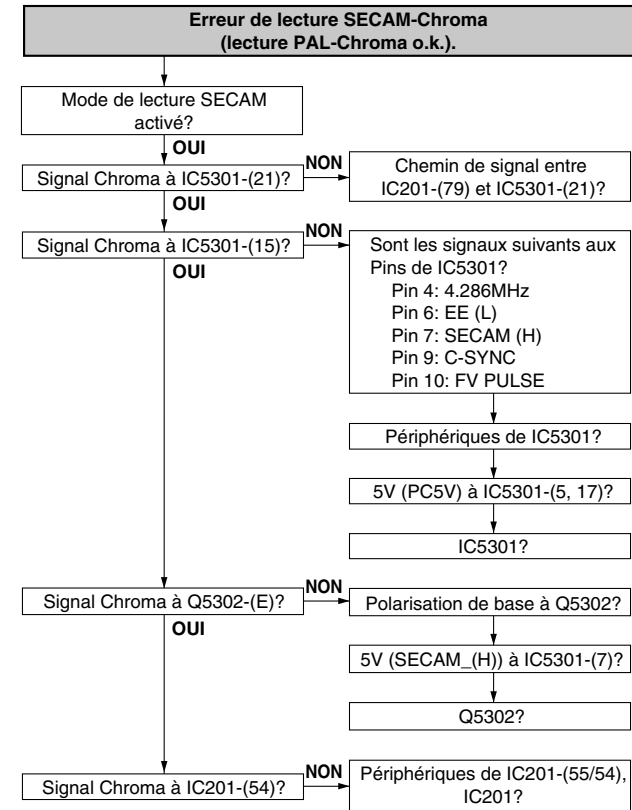 Erreur de lecture SECAM-Chroma
(lecture PAL-Chroma o.k.).
Mode de lecture SECAM
activé?
OUI
Signal Chroma à IC5301-(21)?
NON
Chemin de signal entre
IC201-(79) et IC5301-(21)?
OUI
Signal Chroma à IC5301-(15)?
NON
Sont les signaux suivants aux
Pins de IC5301?
Pin 4: 4.286MHz
Pin 6: EE (L)
Pin 7: SECAM (H)
Pin 9: C-SYNC
Pin 10: FV PULSE
Périphériques de IC5301?
5V (PC5V) à IC5301-(5, 17)?
IC5301?
OUI
Signal Chroma à Q5302-(E)?
NON
Polarisation de base à Q5302?
5V (SECAM_(H)) à IC5301-(7)?
Q5302?
OUI
Signal Chroma à IC201-(54)?
NON
Périphériques de IC201-(55/54),
IC201?